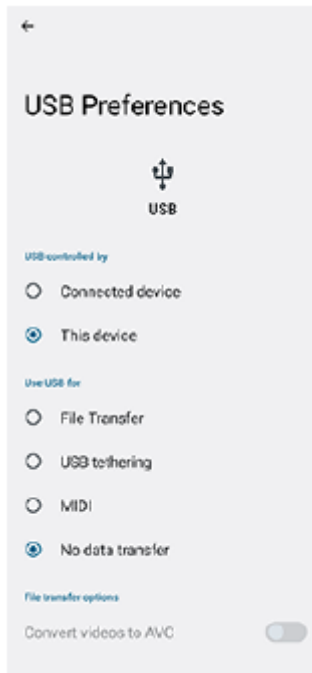 USB Preferences
USB
USB controlled by
Connected device
This device
Use USB for
File Transfer
USB tethering
MIDI
No data transfer
File transfer options
Convert videos to AVC